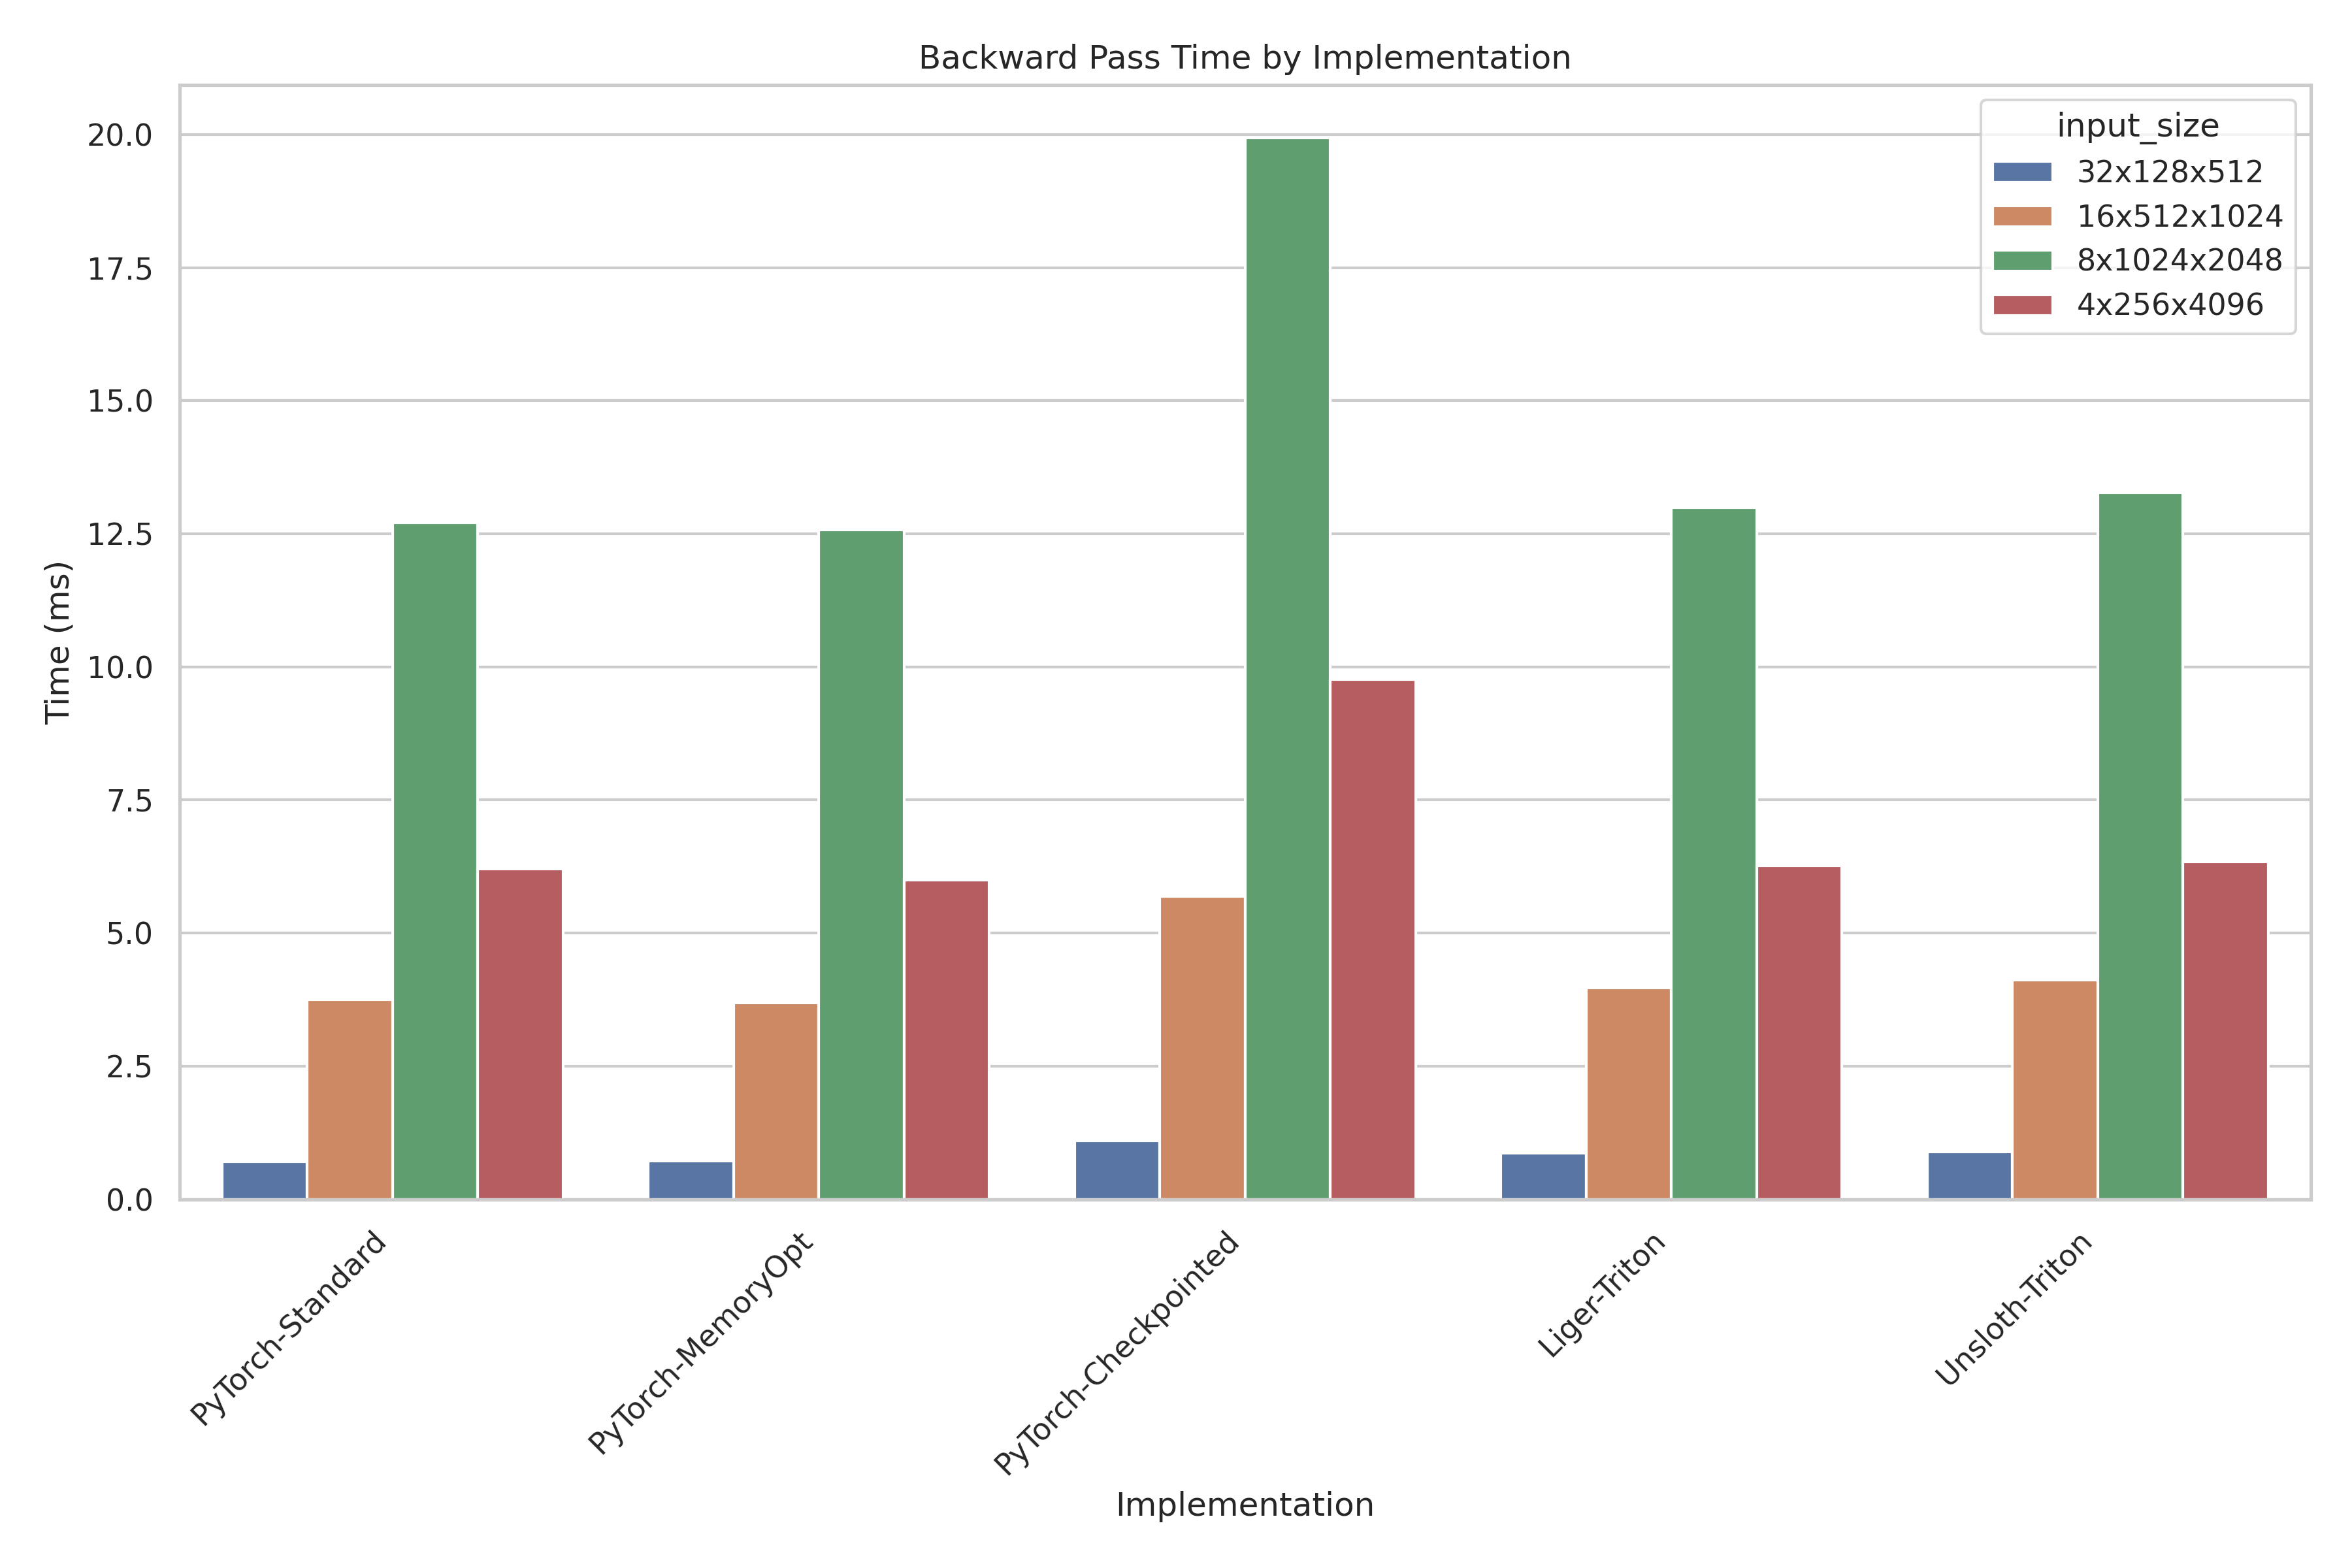 Backward Pass Time by Implementation
20.0
17.5
15.0
12.5
10.0
7.5
5.0
2.5
0.0
Time (ms)
input_size
32x128x512
16x512x1024
8x1024x2048
4x256x4096
PyTorch-Standard
PyTorch-MemoryOpt
PyTorch-Checkpointed
Liger-Triton
Unsloth-Triton
Implementation